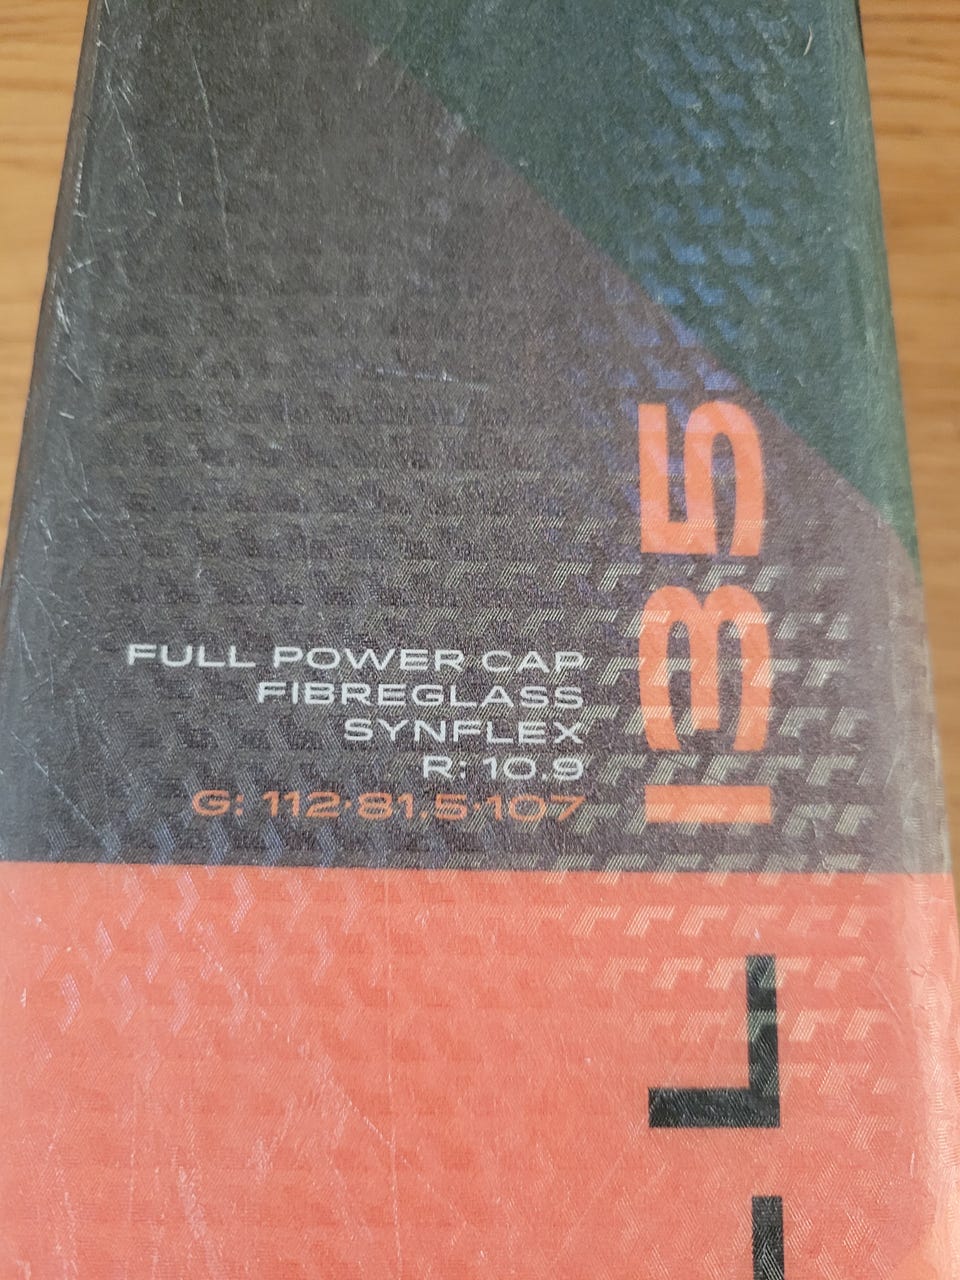 FULL POWER CAP
FIBREGLASS
SYNFLEX
R: 10.9
G: 112·81.5·107
135
L